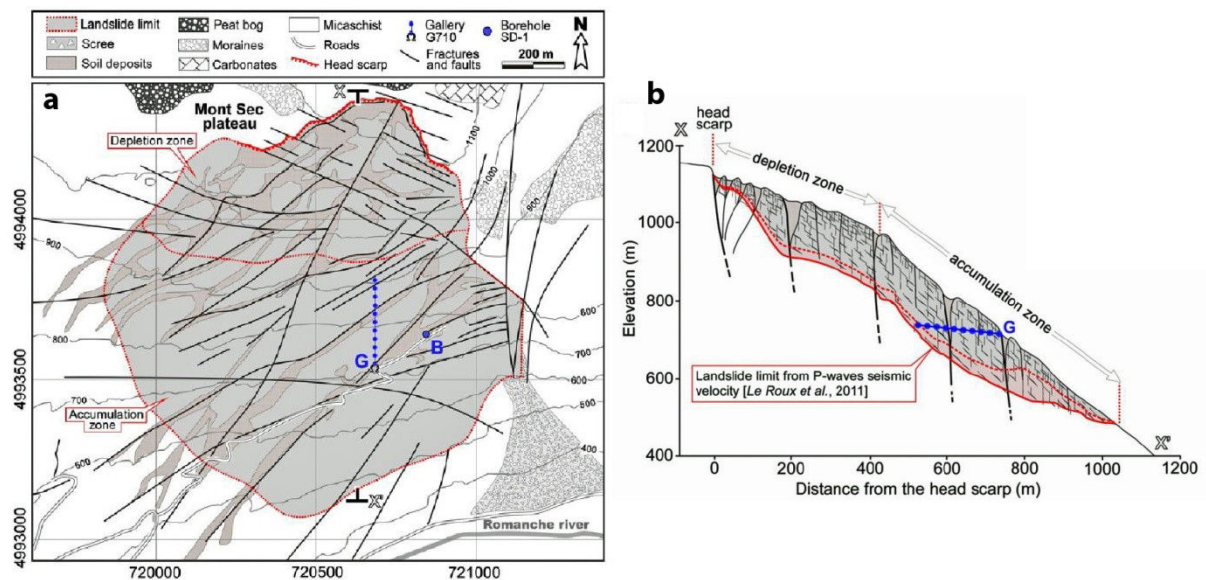 Landslide limit
Scree
Soil deposits
Peat bog
Moraines
Carbonates
Micaschist
Roads
Head scarp
Gallery
G710
Fractures
and faults
Borehole
SD-1
N
200 m
a
X
Mont Sec
plateau
Depletion zone
1100
1000
900
800
900
800
700
600
700
600
500
400
G
B
Accumulation
zone
X'
Romanche river
4994000
4993500
4993000
720000
720500
721000
b
X
head
scarp
depletion zone
accumulation zone
G
Landslide limit from P-waves seismic
velocity [Le Roux et al., 2011]
X'
Elevation (m)
1200
1000
800
600
400
0
200
400
600
800
1000
1200
Distance from the head scarp (m)